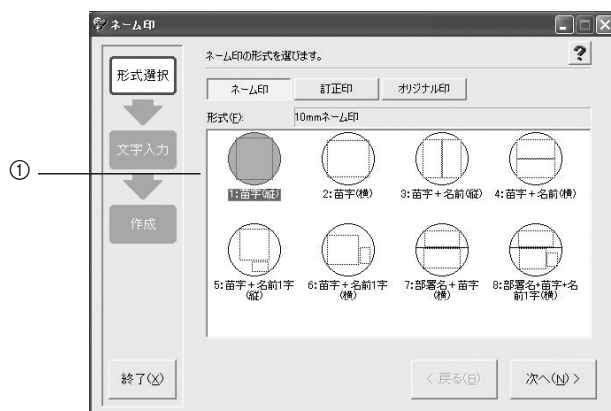 ネーム印
ネーム印の形式を選びます。
?
形式選択
ネーム印
訂正印
オリジナル印
形式(F):
10mmネーム印
文字入力
作成
①
1:苗字(縦)
2:苗字(横)
3:苗字+名前(縦)
4:苗字+名前(横)
5:苗字+名前1字
(縦)
6:苗字+名前1字
(横)
7:部署名+苗字
(横)
8:部署名+苗字+名
前1字(横)
終了(X)
< 戻る(B)
次へ(N) >